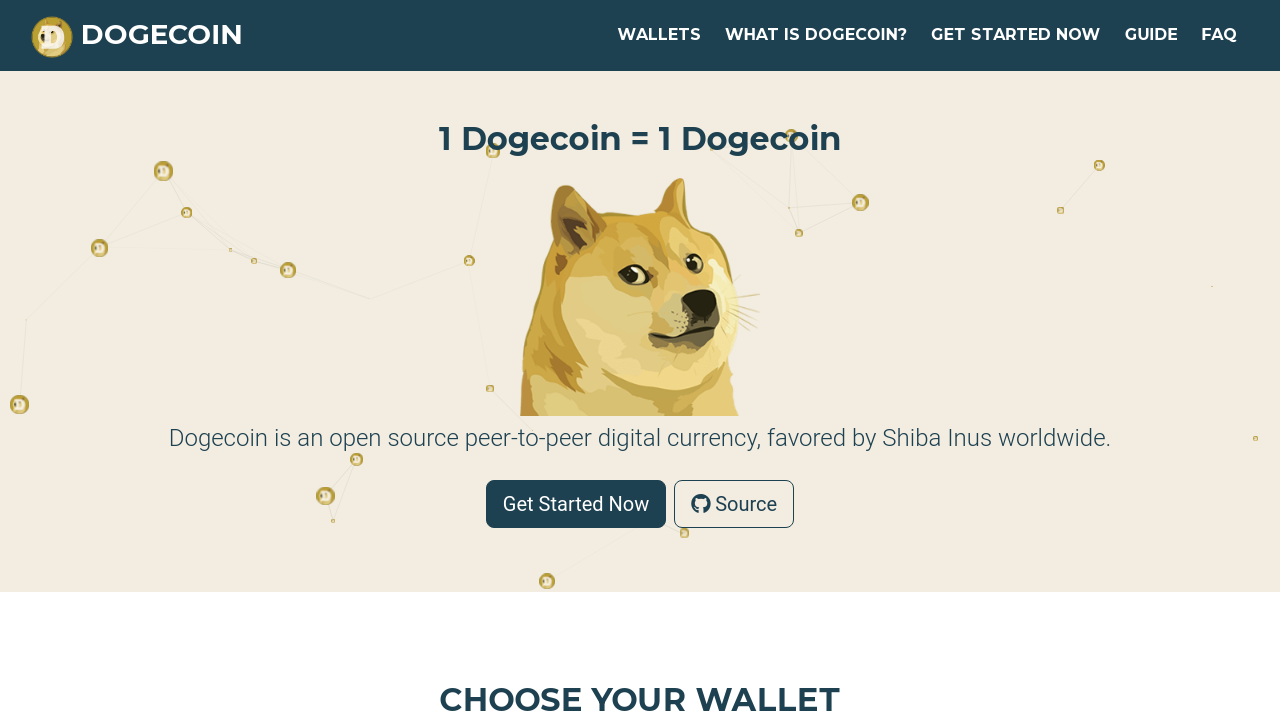 DOGECOIN
WALLETS WHAT IS DOGECOIN? GET STARTED NOW GUIDE FAQ
1 Dogecoin = 1 Dogecoin
Dogecoin is an open source peer-to-peer digital currency, favored by Shiba Inus worldwide.
Get Started Now
Source
CHOOSE YOUR WALLET